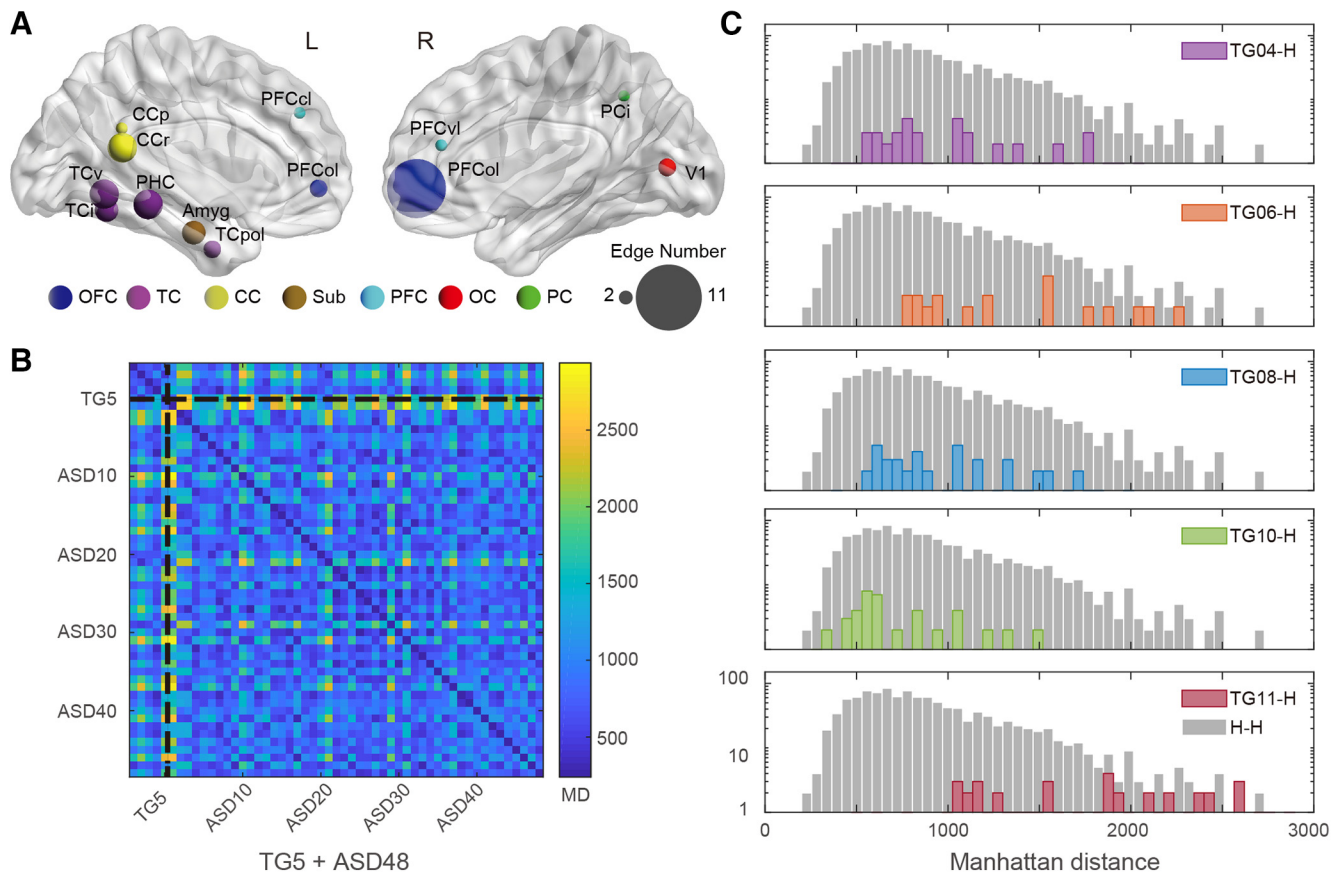 A
L
R
PFCcl
CCp
CCr
TCv
PHC
PFCol
TCi
Amyg
TCpol
PFCvl
PFCol
PCi
V1
Edge Number
2
11
OFC
TC
CC
Sub
PFC
OC
PC
B
TG5
ASD10
ASD20
ASD30
ASD40
TG5
ASD10
ASD20
ASD30
ASD40
2500
2000
1500
1000
500
MD
TG5 + ASD48
C
TG04-H
TG06-H
TG08-H
TG10-H
TG11-H
H-H
100
10
1
0
1000
2000
3000
Manhattan distance